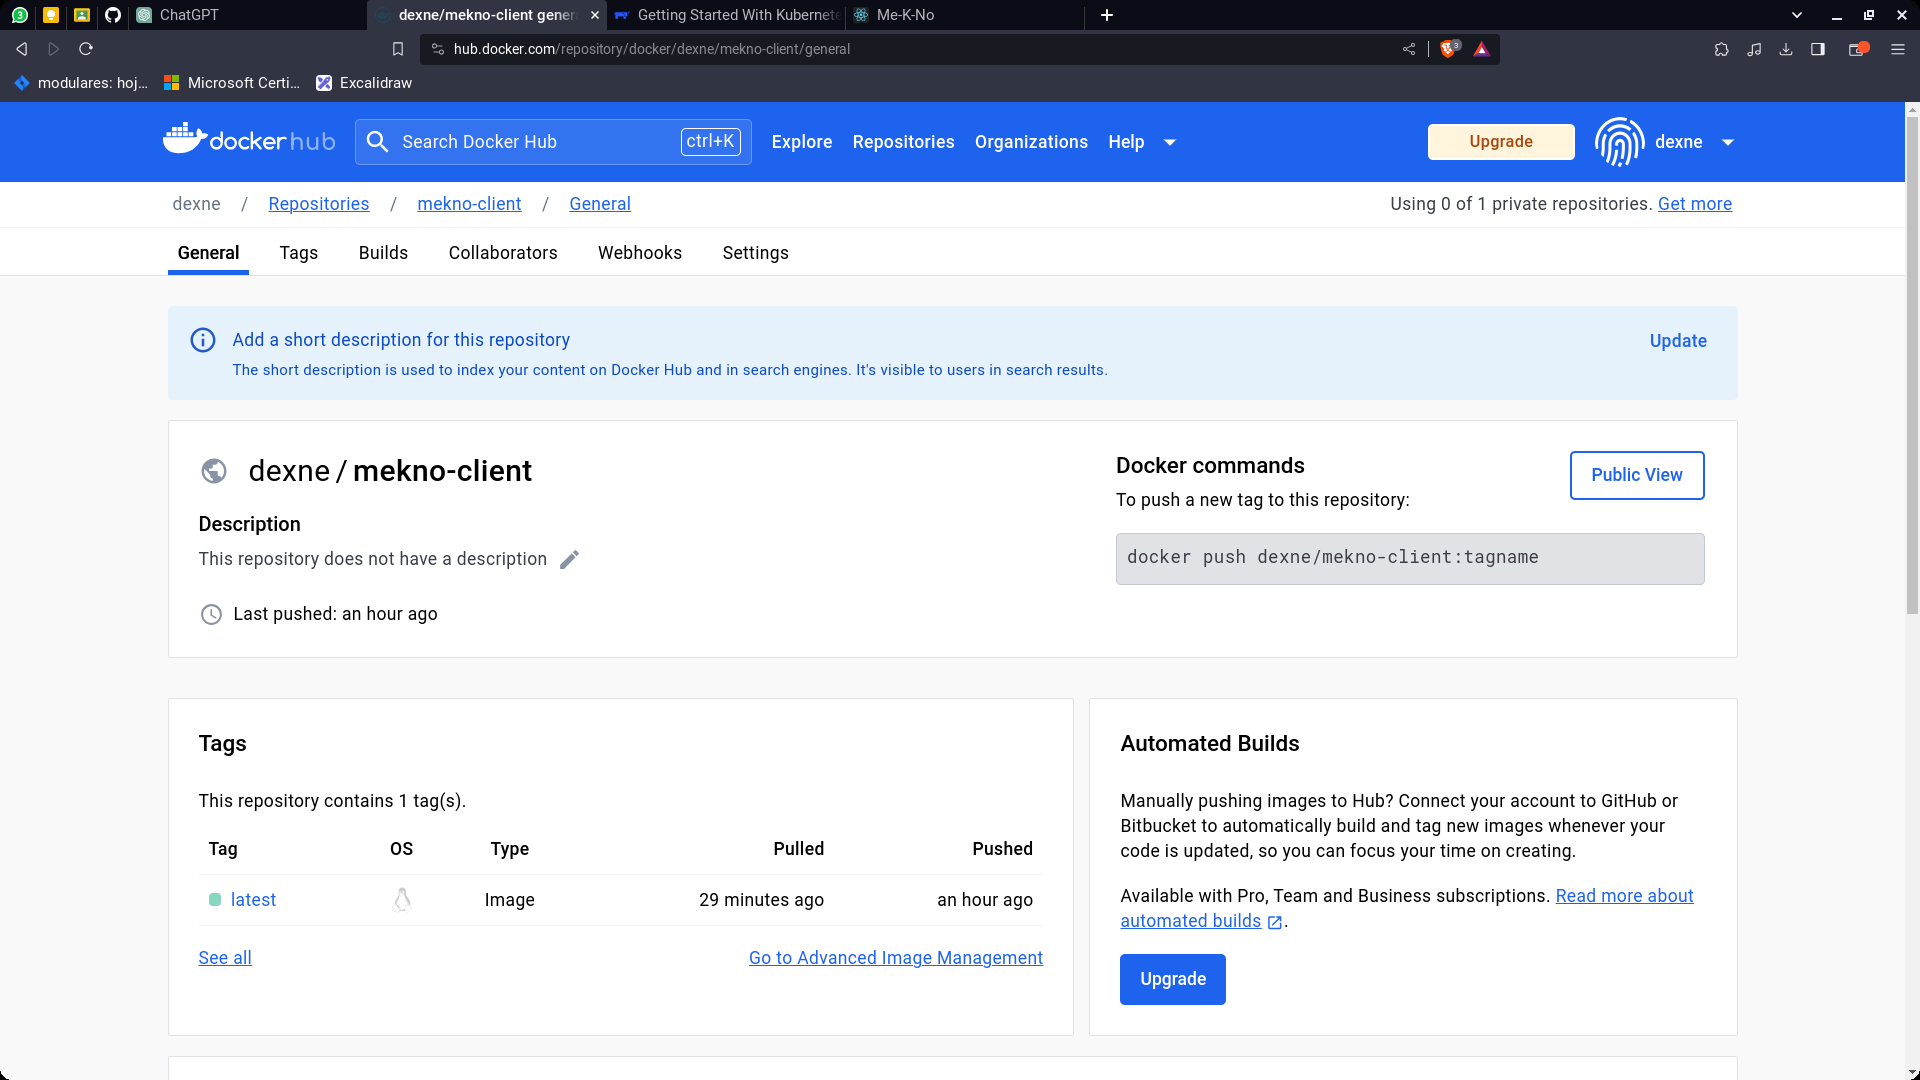 3
ChatGPT
dexne/mekno-client gener
Getting Started With Kubernete
Me-K-No
hub.docker.com/repository/docker/dexne/mekno-client/general
3
modulares: hoj...
Microsoft Certi...
Excalidraw
dockerhub
Search Docker Hub
ctrl+K
Explore
Repositories
Organizations
Help
Upgrade
dexne
dexne / Repositories / mekno-client / General
Using 0 of 1 private repositories. Get more
General
Tags
Builds
Collaborators
Webhooks
Settings
Add a short description for this repository
The short description is used to index your content on Docker Hub and in search engines. It's visible to users in search results.
Update
dexne / mekno-client
Description
This repository does not have a description
Last pushed: an hour ago
Docker commands
To push a new tag to this repository:
Public View
docker push dexne/mekno-client:tagname
Tags
This repository contains 1 tag(s).
Tag OS Type Pulled Pushed
latest Image 29 minutes ago an hour ago
See all
Go to Advanced Image Management
Automated Builds
Manually pushing images to Hub? Connect your account to GitHub or
Bitbucket to automatically build and tag new images whenever your
code is updated, so you can focus your time on creating.
Available with Pro, Team and Business subscriptions. Read more about
automated builds .
Upgrade